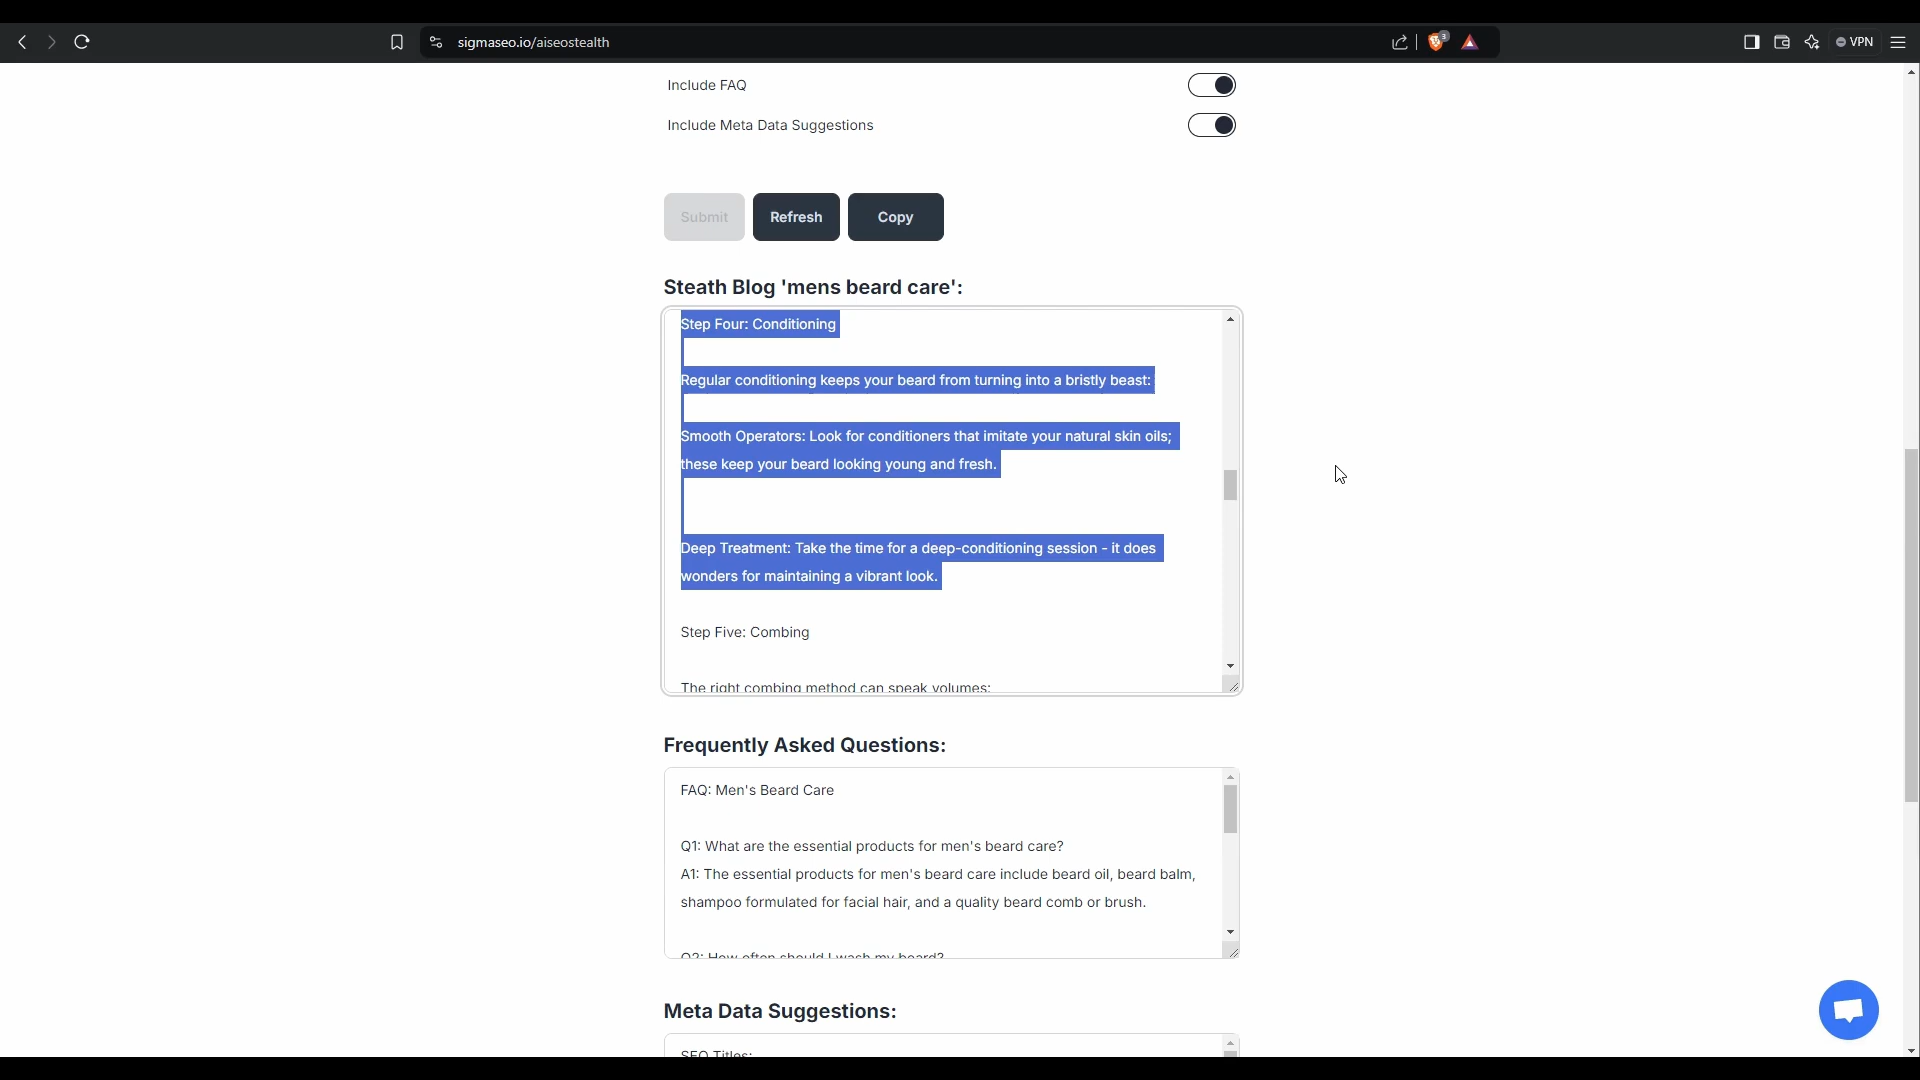 sigmaseo.io/aiseostealth
3
VPN
Include FAQ
Include Meta Data Suggestions
Submit
Refresh
Copy
Steath Blog 'mens beard care':
Step Four: Conditioning
Regular conditioning keeps your beard from turning into a bristly beast:
Smooth Operators: Look for conditioners that imitate your natural skin oils;
these keep your beard looking young and fresh.
Deep Treatment: Take the time for a deep-conditioning session - it does
wonders for maintaining a vibrant look.
Step Five: Combing
The right combing method can speak volumes:
Frequently Asked Questions:
FAQ: Men's Beard Care
Q1: What are the essential products for men's beard care?
A1: The essential products for men's beard care include beard oil, beard balm,
shampoo formulated for facial hair, and a quality beard comb or brush.
Q2: How often should I wash my beard?
Meta Data Suggestions:
SEO Titles: